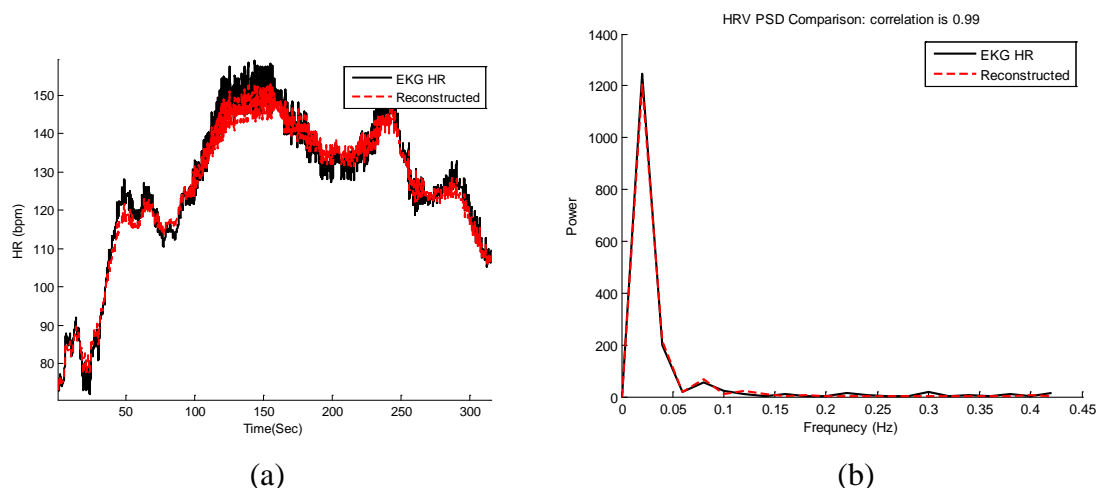 HRV PSD Comparison: correlation is 0.99
EKG HR
Reconstructed
150
140
130
120
110
100
90
80
HR (bpm)
50
100
150
200
250
300
Time(Sec)
(a)
EKG HR
Reconstructed
1400
1200
1000
800
600
400
200
0
Power
0
0.05
0.1
0.15
0.2
0.25
0.3
0.35
0.4
0.45
Frequnecy (Hz)
(b)